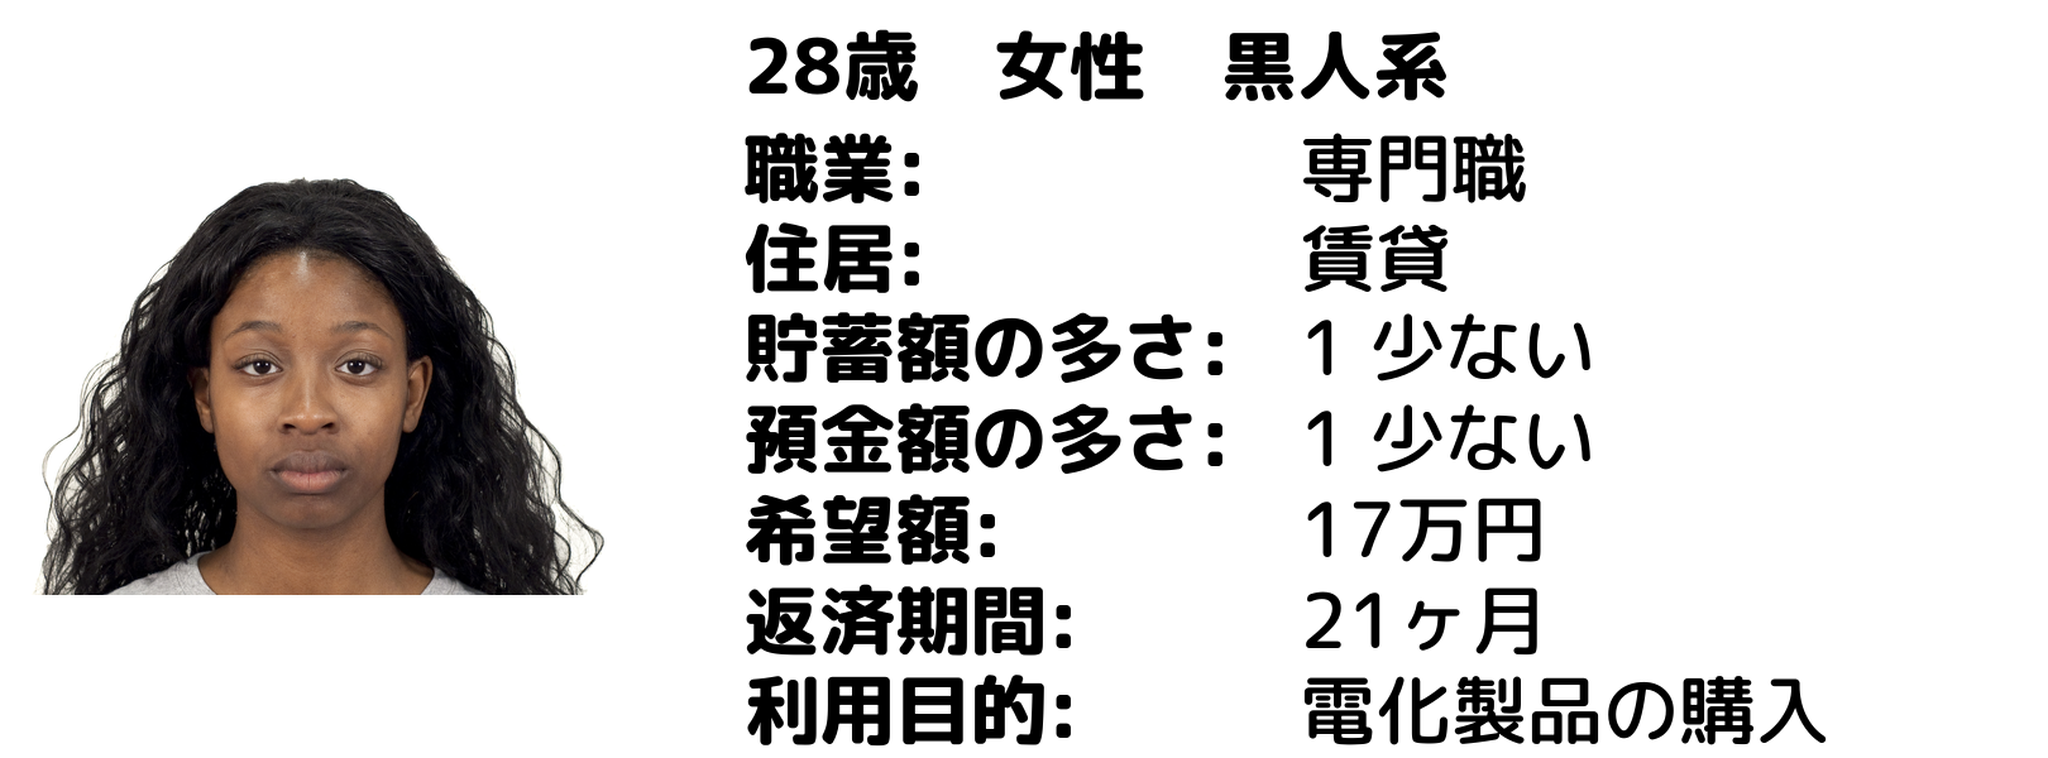 28歳　女性　黒人系
職業: 専門職
住居: 賃貸
貯蓄額の多さ: 1 少ない
預金額の多さ: 1 少ない
希望額: 17万円
返済期間: 21ヶ月
利用目的: 電化製品の購入